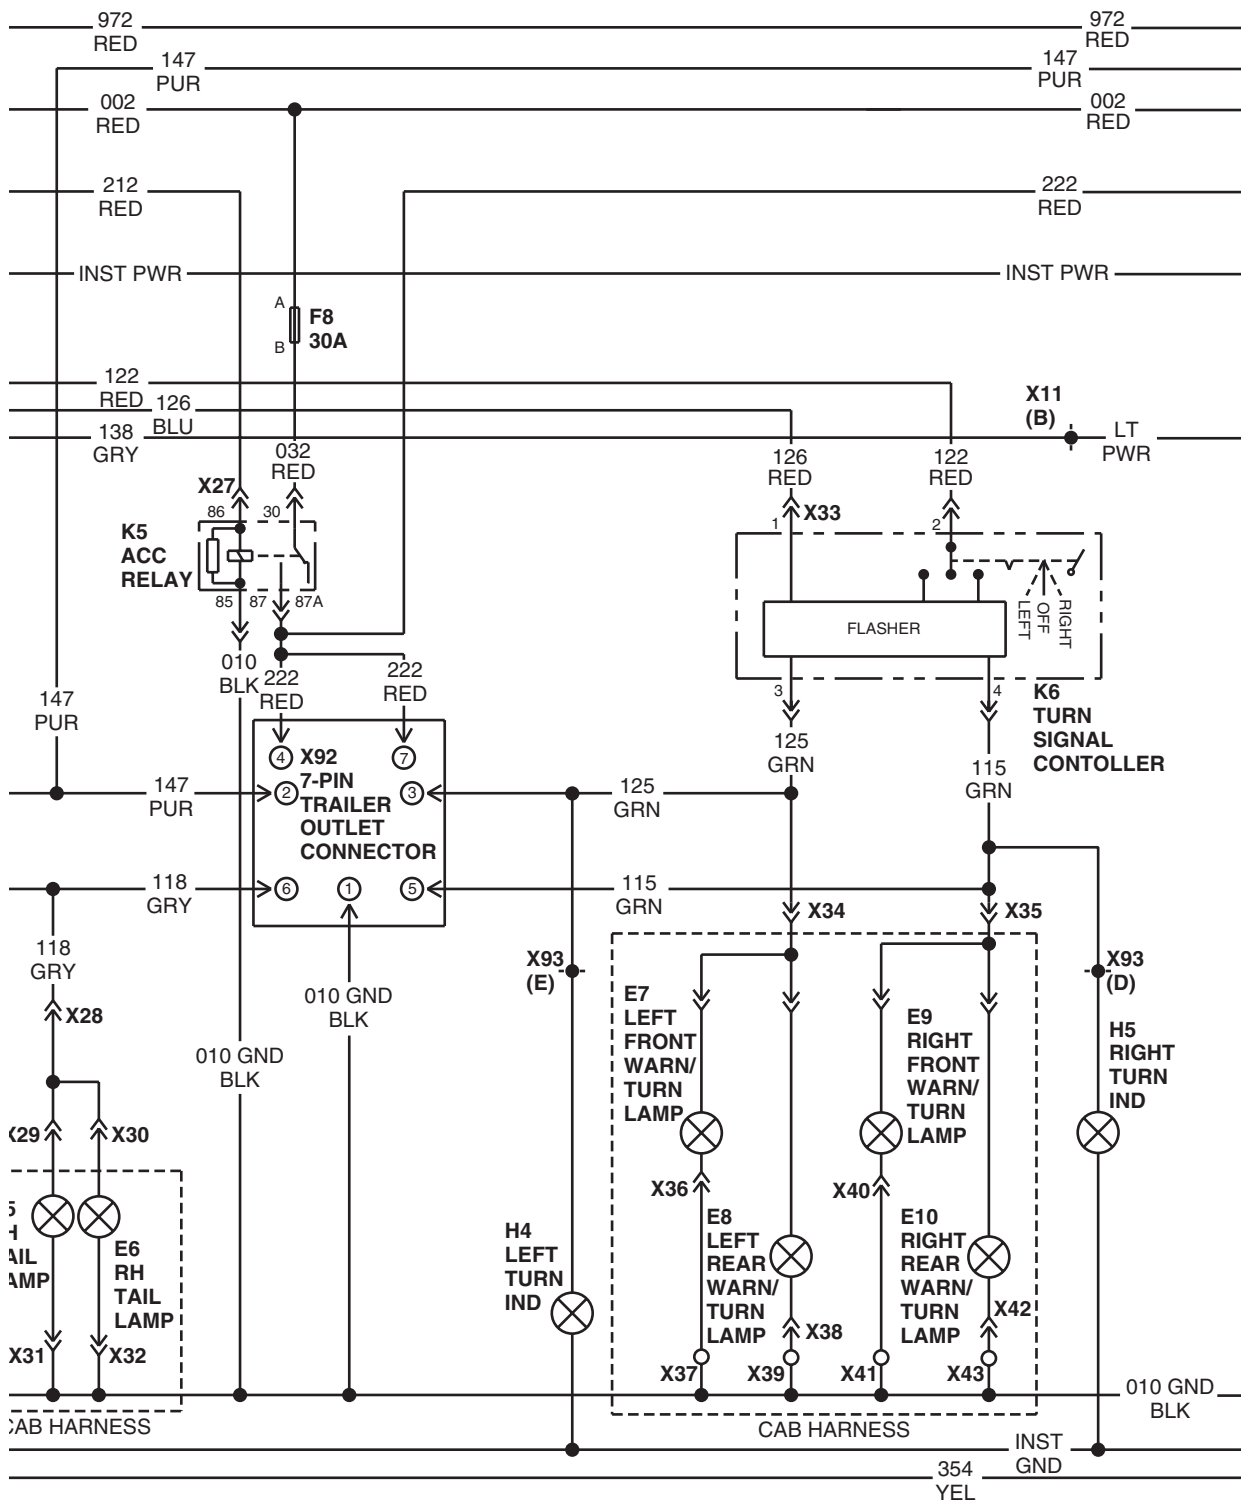 972
RED
972
RED
147
PUR
147
PUR
002
RED
002
RED
212
RED
222
RED
INST PWR
INST PWR
A
B
F8
30A
122
RED
126
BLU
138
GRY
X11
(B)
LT
PWR
032
RED
126
RED
122
RED
X27
86
30
X33
1
2
K5
ACC
RELAY
85
87
87A
FLASHER
LEFT
OFF
RIGHT
010
BLK
222
RED
222
RED
3
4
K6
TURN
SIGNAL
CONTOLLER
147
PUR
125
GRN
115
GRN
4
X92
7-PIN
TRAILER
OUTLET
CONNECTOR
7
2
3
6
1
5
147
PUR
125
GRN
118
GRY
115
GRN
X34
X35
118
GRY
X28
010 GND
BLK
010 GND
BLK
X93
(E)
X93
(D)
E7
LEFT
FRONT
WARN/
TURN
LAMP
E9
RIGHT
FRONT
WARN/
TURN
LAMP
H5
RIGHT
TURN
IND
X29
X30
X36
X40
E6
RH
TAIL
LAMP
H4
LEFT
TURN
IND
E8
LEFT
REAR
WARN/
TURN
LAMP
E10
RIGHT
REAR
WARN/
TURN
LAMP
X38
X42
X31
X32
X37
X39
X41
X43
010 GND
BLK
CAB HARNESS
CAB HARNESS
INST
GND
354
YEL